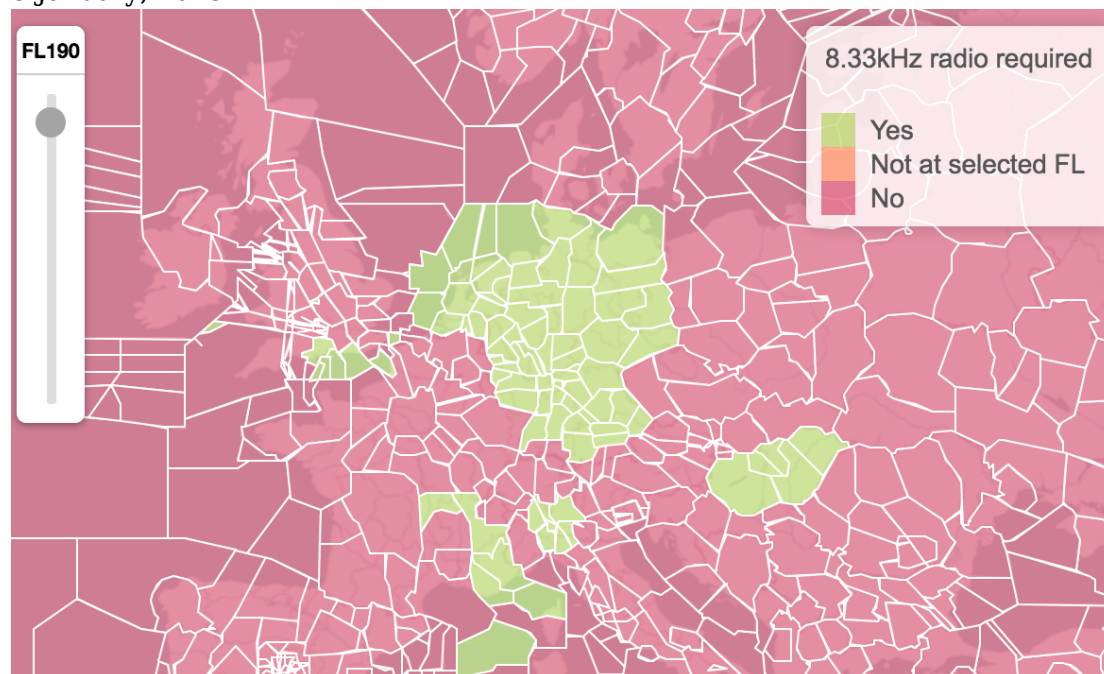 FL190
8.33kHz radio required
Yes
Not at selected FL
No